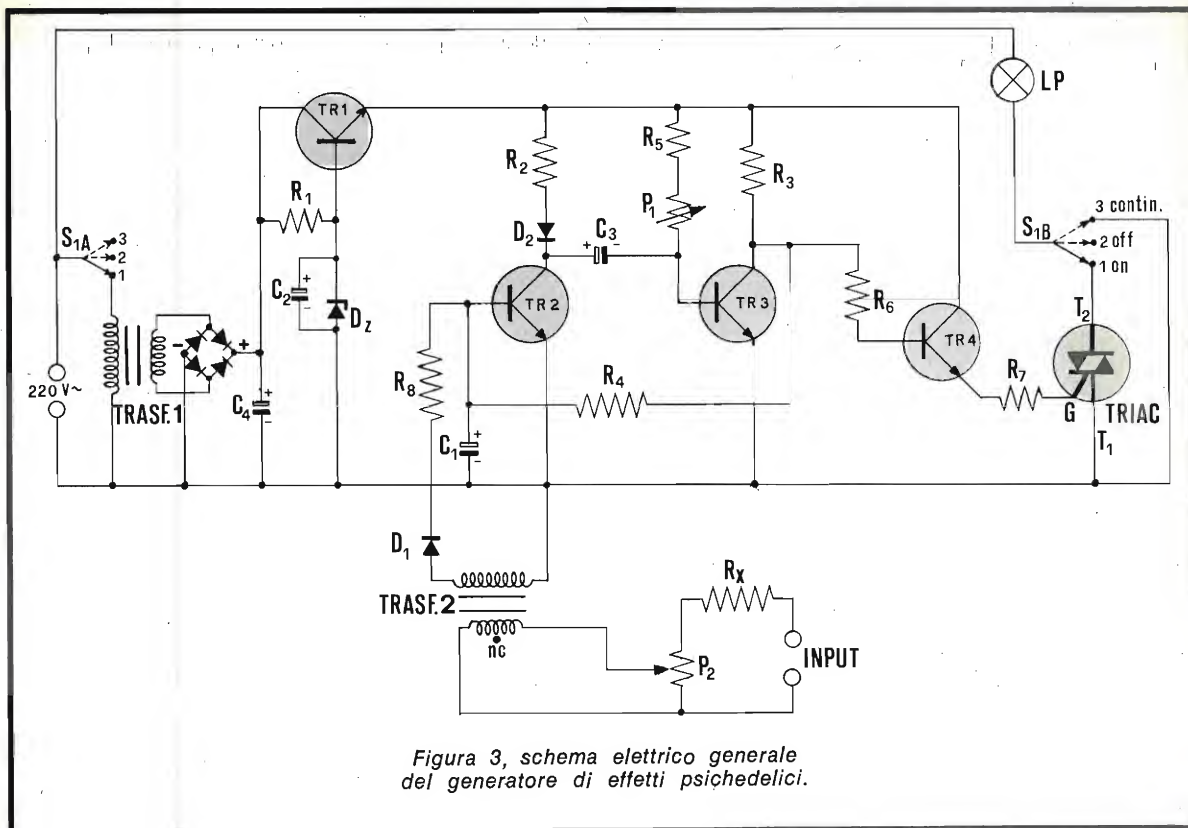 LP
TR1
R2
R5
R3
R1
P1
3 contin.
S1A
3
2
1
D2
+ C3 -
S1B
2 off
1 on
+
C2
-
Dz
TR2
TR3
R6
T2
- +
TR4
220 V~
TRASF.1
+
C4
-
R8
R4
R7
G
TRIAC
+
C1
-
T1
D1
Rx
TRASF.2
nc
P2
INPUT
Figura 3, schema elettrico generale
del generatore di effetti psichedelici.